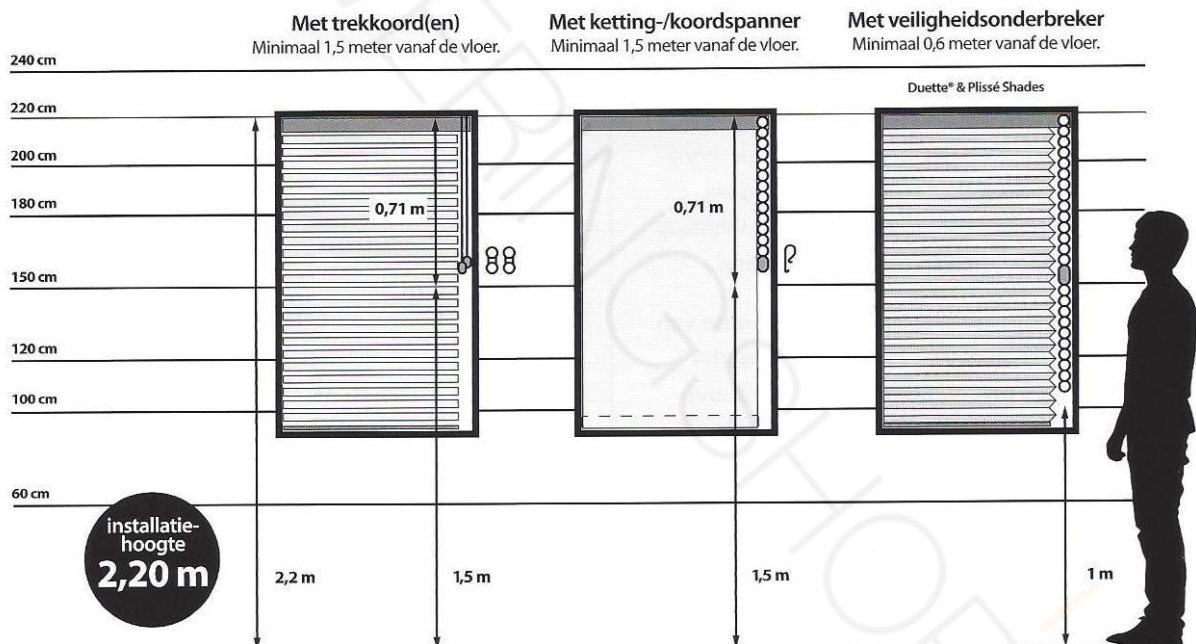 Met trekkoord(en)
Minimaal 1,5 meter vanaf de vloer.
Met ketting-/koordspanner
Minimaal 1,5 meter vanaf de vloer.
Met veiligheidsonderbreker
Minimaal 0,6 meter vanaf de vloer.
240 cm
Duette® & Plissé Shades
220 cm
200 cm
180 cm
0,71 m
0,71 m
150 cm
120 cm
100 cm
60 cm
installatie-
hoogte
2,20 m
2,2 m
1,5 m
1,5 m
1 m